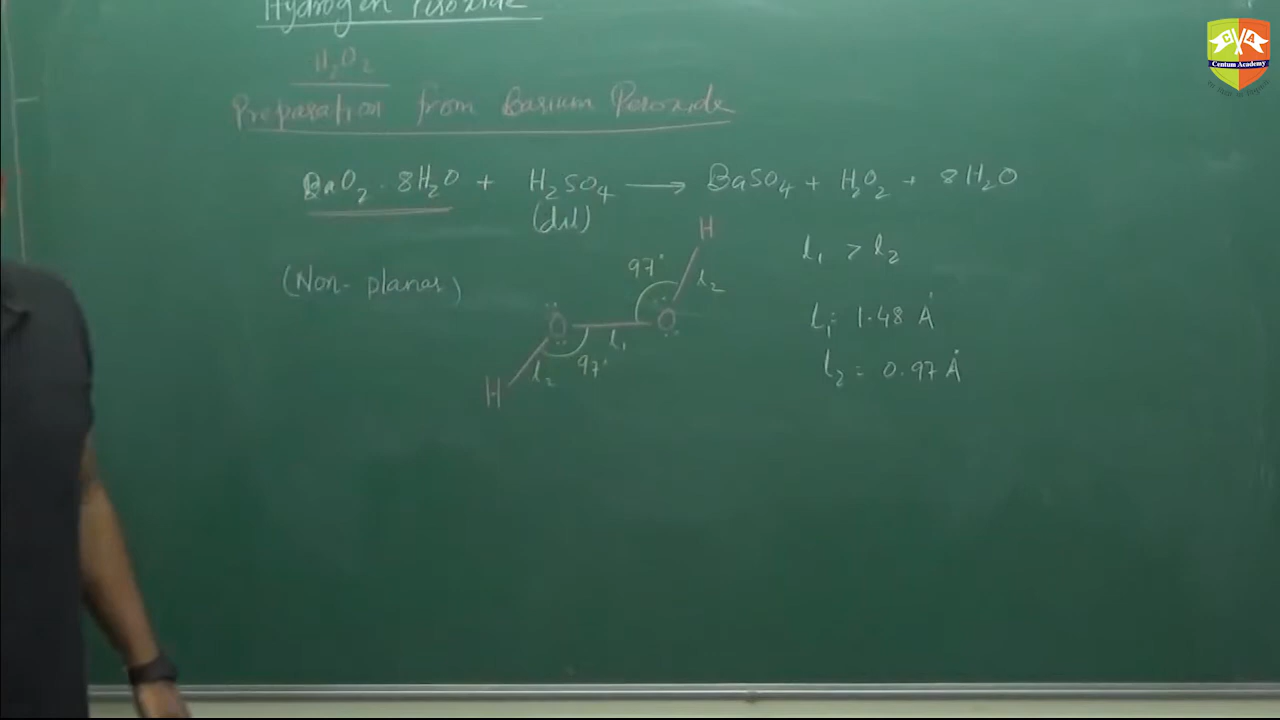 Hydrogen Peroxide
H₂O₂
Preparation from Barium Peroxide
BaO₂ · 8H₂O + H₂SO₄ ⟶ BaSO₄ + H₂O₂ + 8H₂O
(dil)
H
l₁ > l₂
97°
l₂
(Non-planar)
O
O
l₁ = 1.48 Å
l₁
97°
l₂
l₂ = 0.97 Å
H
CA
Centum Academy